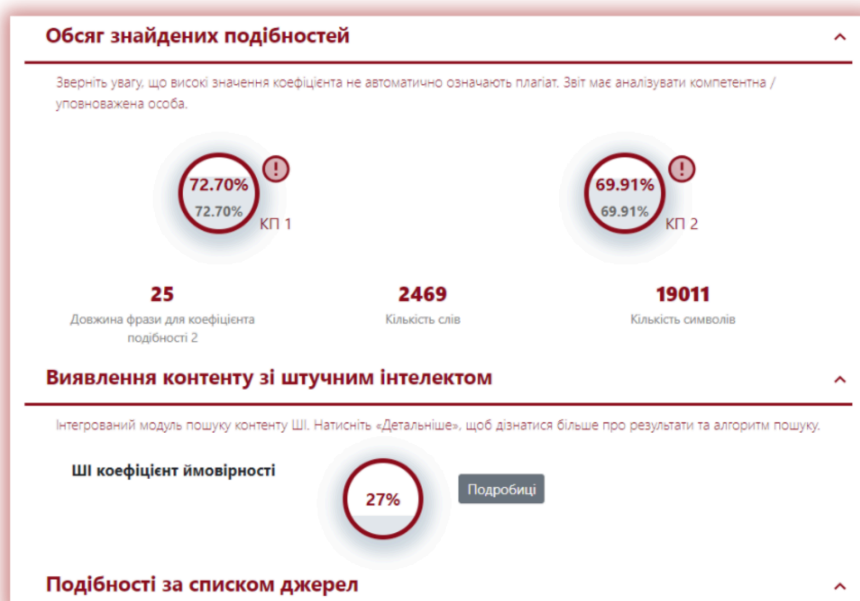 Обсяг знайдених подібностей
Зверніть увагу, що високі значення коефіцієнта не автоматично означають плагіат. Звіт має аналізувати компетентна /
уповноважена особа.
72.70%
72.70%
КП 1
69.91%
69.91%
КП 2
25
Довжина фрази для коефіцієнта
подібності 2
2469
Кількість слів
19011
Кількість символів
Виявлення контенту зі штучним інтелектом
Інтегрований модуль пошуку контенту ШІ. Натисніть «Детальніше», щоб дізнатися більше про результати та алгоритм пошуку.
ШІ коефіцієнт ймовірності
27%
Подробиці
Подібності за списком джерел